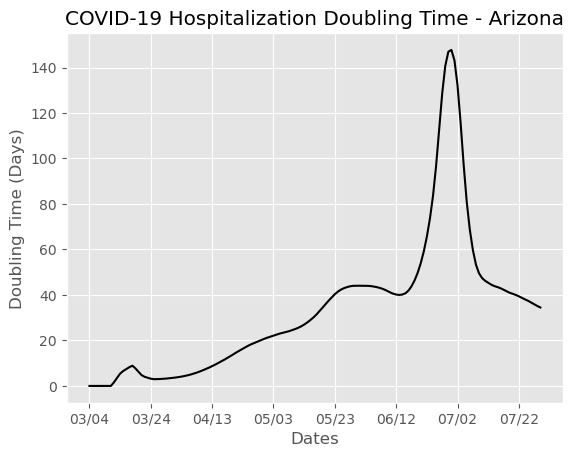 COVID-19 Hospitalization Doubling Time - Arizona
140
120
100
80
60
40
20
0
Doubling Time (Days)
03/04 03/24 04/13 05/03 05/23 06/12 07/02 07/22
Dates